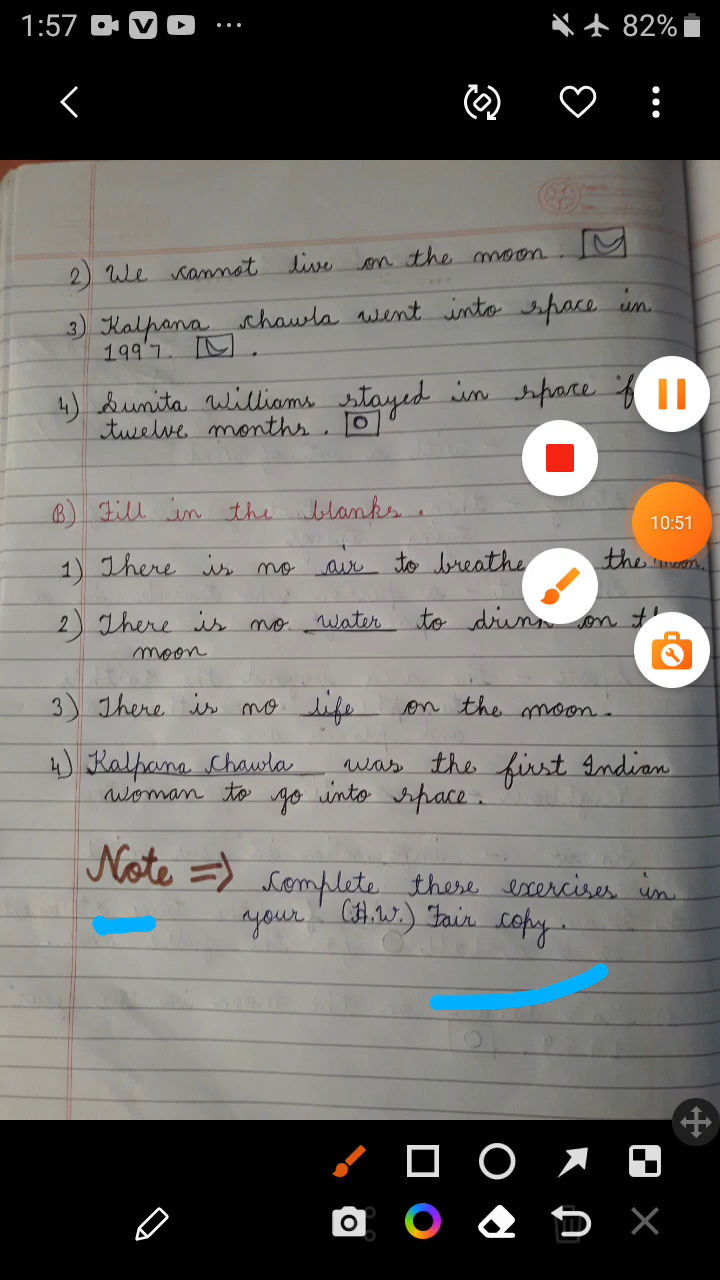 1:57
82%
2) We cannot live on the moon.
3) Kalpana Chawla went into space in
1997.
4) Sunita Williams stayed in space f
twelve months.
B) Fill in the blanks.
1) There is no air to breathe the moon.
2) There is no water to drink on th
moon
3) There is no life on the moon.
4) Kalpana Chawla was the first Indian
woman to go into space.
Note => Complete these exercises in
your (H.W.) Fair copy.
10:51